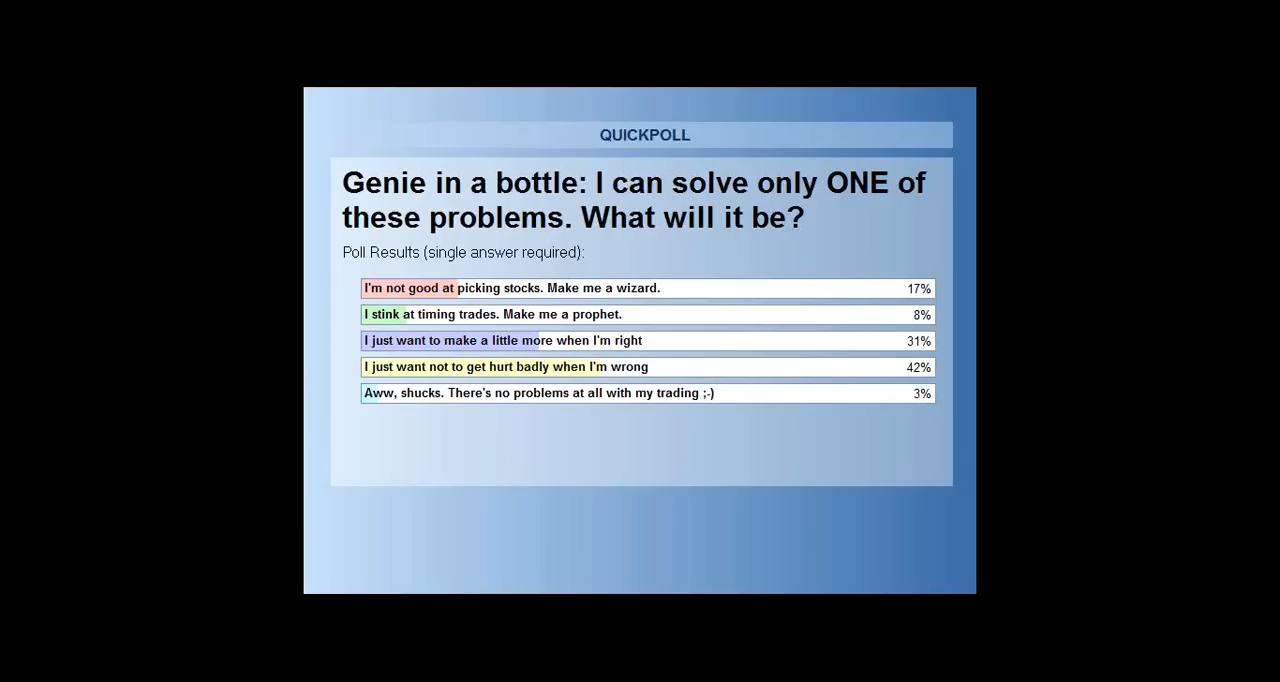 QUICKPOLL
Genie in a bottle: I can solve only ONE of
these problems. What will it be?
Poll Results (single answer required):
I'm not good at picking stocks. Make me a wizard. 17%
I stink at timing trades. Make me a prophet. 8%
I just want to make a little more when I'm right 31%
I just want not to get hurt badly when I'm wrong 42%
Aww, shucks. There's no problems at all with my trading ;-) 3%